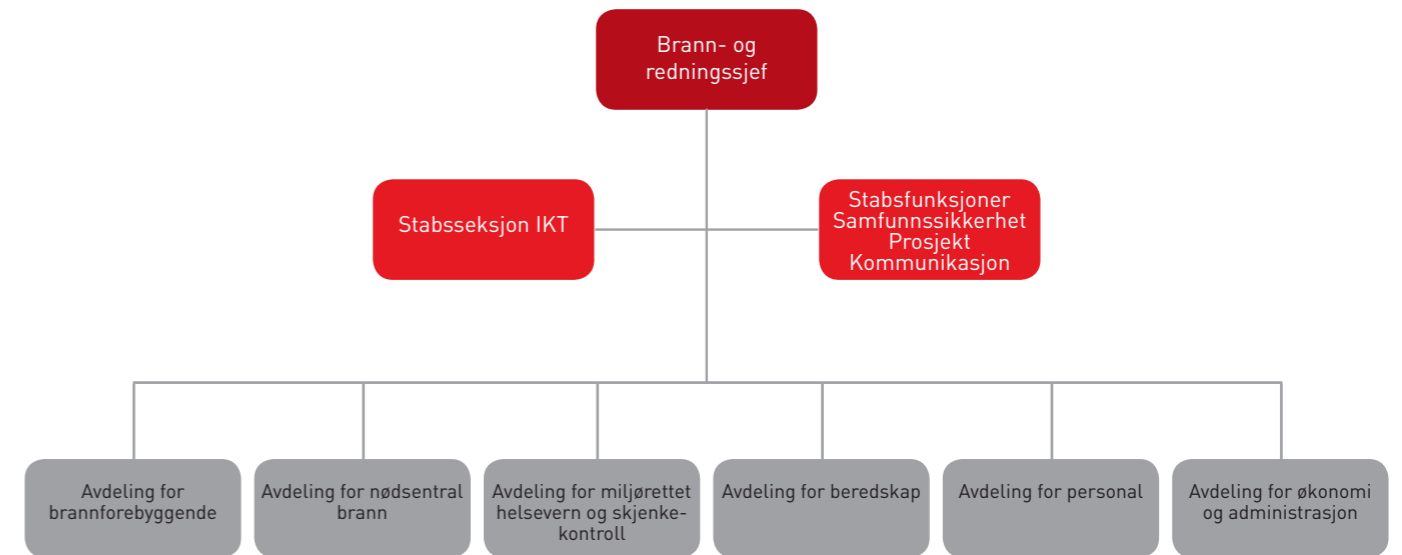 Brann- og
redningssjef
Stabsseksjon IKT
Stabsfunksjoner
Samfunnssikkerhet
Prosjekt
Kommunikasjon
Avdeling for
brannforebyggende
Avdeling for nødsentral
brann
Avdeling for miljørettet
helsevern og skjenke-
kontroll
Avdeling for beredskap
Avdeling for personal
Avdeling for økonomi
og administrasjon